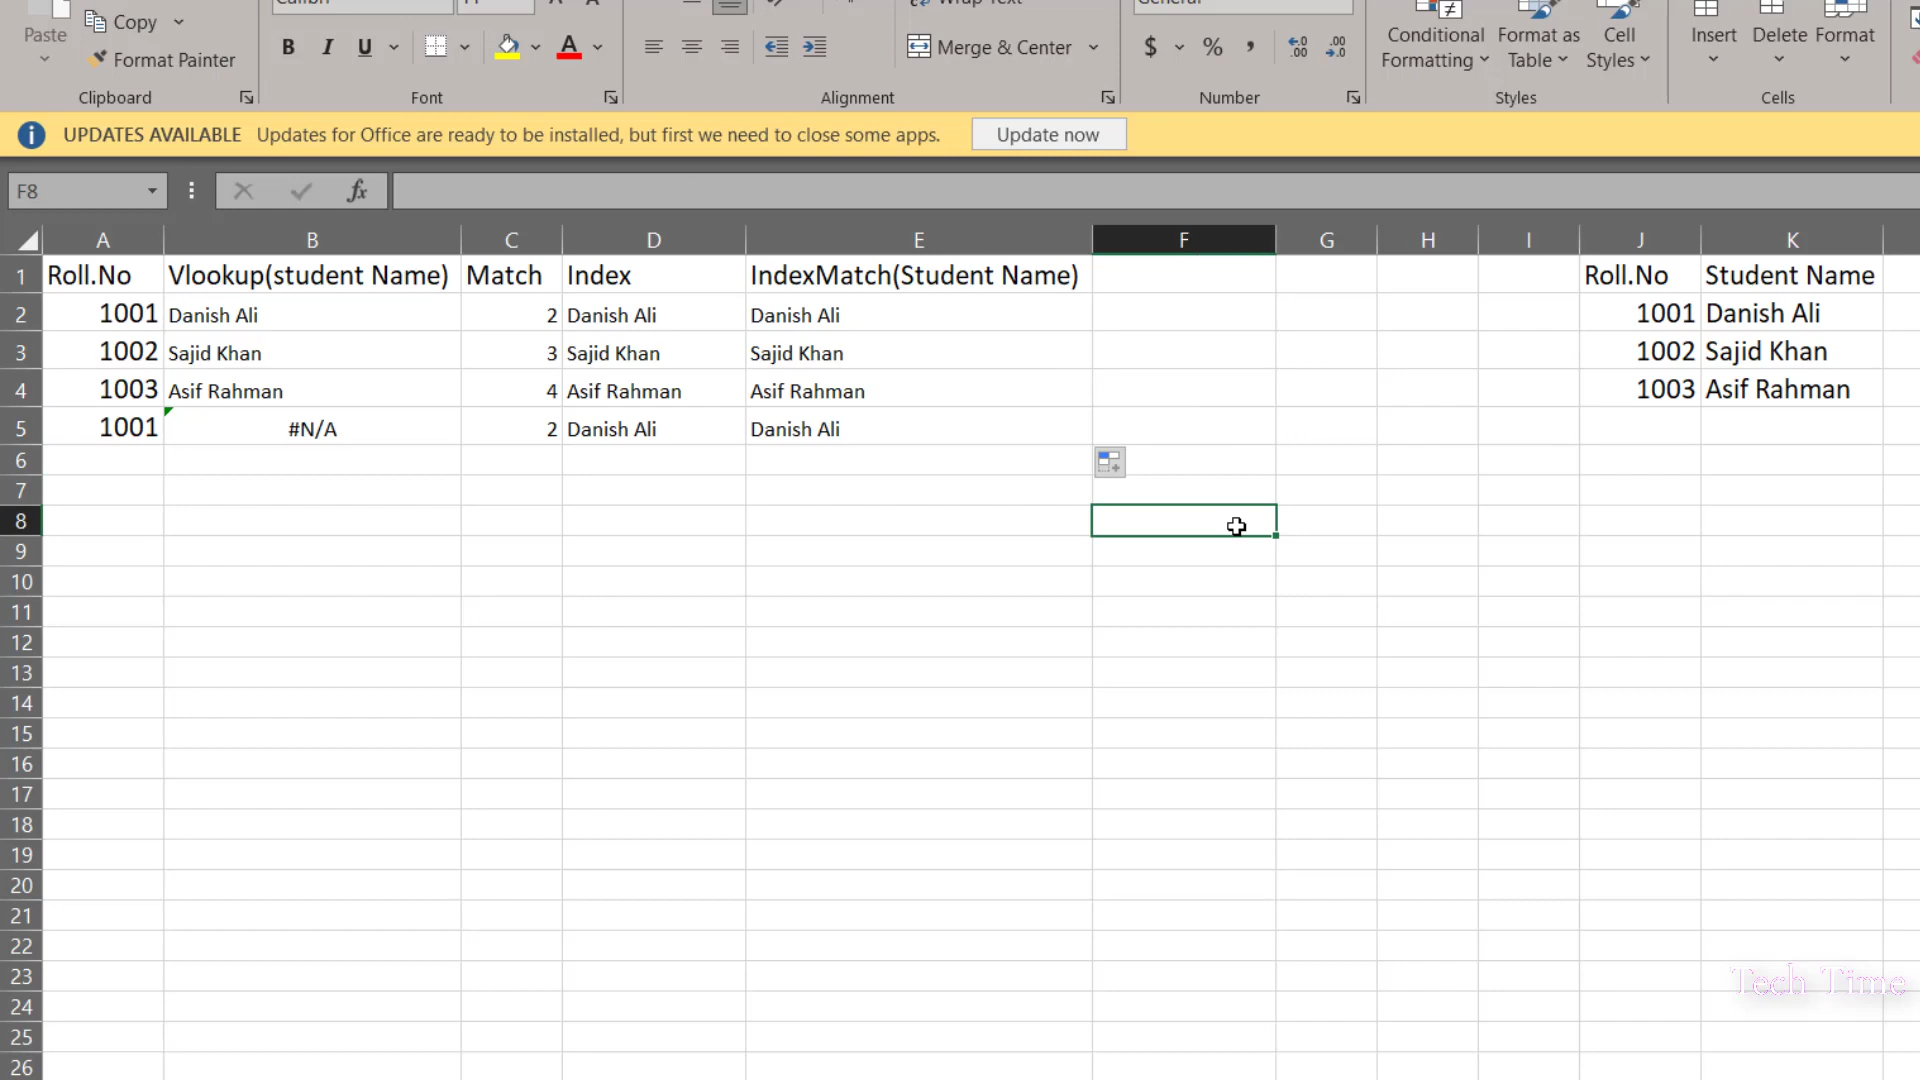 Paste
Copy
Format Painter
Clipboard
B I U
A
Font
Merge & Center
Alignment
$ % ,
Number
Conditional Formatting
Format as Table
Cell Styles
Styles
Insert
Delete
Format
Cells
UPDATES AVAILABLE Updates for Office are ready to be installed, but first we need to close some apps. Update now
F8 fx
A B C D E F G H I J K
1 Roll.No Vlookup(student Name) Match Index IndexMatch(Student Name) Roll.No Student Name
2 1001 Danish Ali 2 Danish Ali Danish Ali 1001 Danish Ali
3 1002 Sajid Khan 3 Sajid Khan Sajid Khan 1002 Sajid Khan
4 1003 Asif Rahman 4 Asif Rahman Asif Rahman 1003 Asif Rahman
5 1001 #N/A 2 Danish Ali Danish Ali
6
7
8
9
10
11
12
13
14
15
16
17
18
19
20
21
22
23
Tech Time
24
25
26